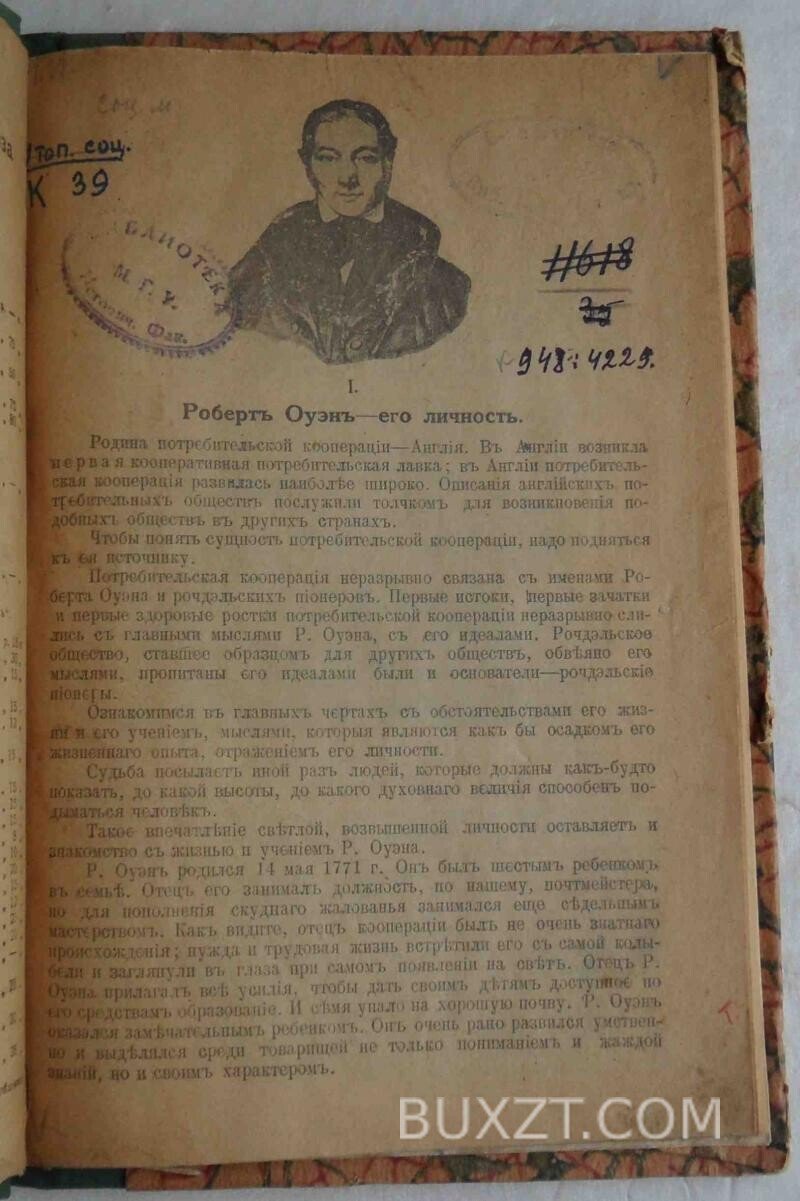 Соц. м
Iтоп. соц.
К 39
БИБЛИОТЕКА
М. Г. У.
Историч. Фак.
11618
948:4229.
I.
Робертъ Оуэнъ—его личность.
Родина потребительской коопераціи—Англія. Въ Англіи возникла
первая кооперативная потребительская лавка; въ Англіи потребитель-
ская кооперація развилась наиболѣе широко. Описанія англійскихъ по-
требительныхъ обществъ послужили толчкомъ для возникновенія по-
добныхъ обществъ въ другихъ странахъ.
Чтобы понять сущность потребительской коопераціи, надо подняться
къ ея источнику.
Потребительская кооперація неразрывно связана съ именами Ро-
берта Оуэна и рочдэльскихъ піонеровъ. Первые истоки, первые зачатки
и первые здоровые ростки потребительской коопераціи неразрывно сли-
лись съ главными мыслями Р. Оуэна, съ его идеалами. Рочдэльское
общество, ставшее образцомъ для другихъ обществъ, обвѣяно его
мыслями, пропитаны его идеалами были и основатели—рочдэльскіе
піонеры.
Ознакомимся въ главныхъ чертахъ съ обстоятельствами его жиз-
ни и его ученіемъ, мыслями, которыя являются какъ бы осадкомъ его
жизненнаго опыта, отраженіемъ его личности.
Судьба посылаетъ иной разъ людей, которые должны какъ-будто
показать, до какой высоты, до какого духовнаго величія способенъ по-
дыматься человѣкъ.
Такое впечатлѣніе свѣтлой, возвышенной личности оставляетъ и
знакомство съ жизнью и ученіемъ Р. Оуэна.
Р. Оуэнъ родился 14 мая 1771 г. Онъ былъ шестымъ ребенкомъ
въ семьѣ. Отецъ его занималъ должность, по нашему, почтмейстера,
но для пополненія скуднаго жалованья занимался еще сѣдельнымъ
мастерствомъ. Какъ видите, отецъ коопераціи былъ не очень знатнаго
происхожденія; нужда и трудовая жизнь встрѣтили его съ самой колы-
бели и заглянули въ глаза при самомъ появленіи на свѣтъ. Отецъ Р.
Оуэна прилагалъ всѣ усилія, чтобы дать своимъ дѣтямъ доступное по
его средствамъ образованіе. И сѣмя упало на хорошую почву. Р. Оуэнъ
оказался замѣчательнымъ ребенкомъ. Онъ очень рано развился умствен-
но и выдѣлялся среди товарищей не только пониманіемъ и жаждой
знаній, но и своимъ характеромъ.
BUXZT.COM